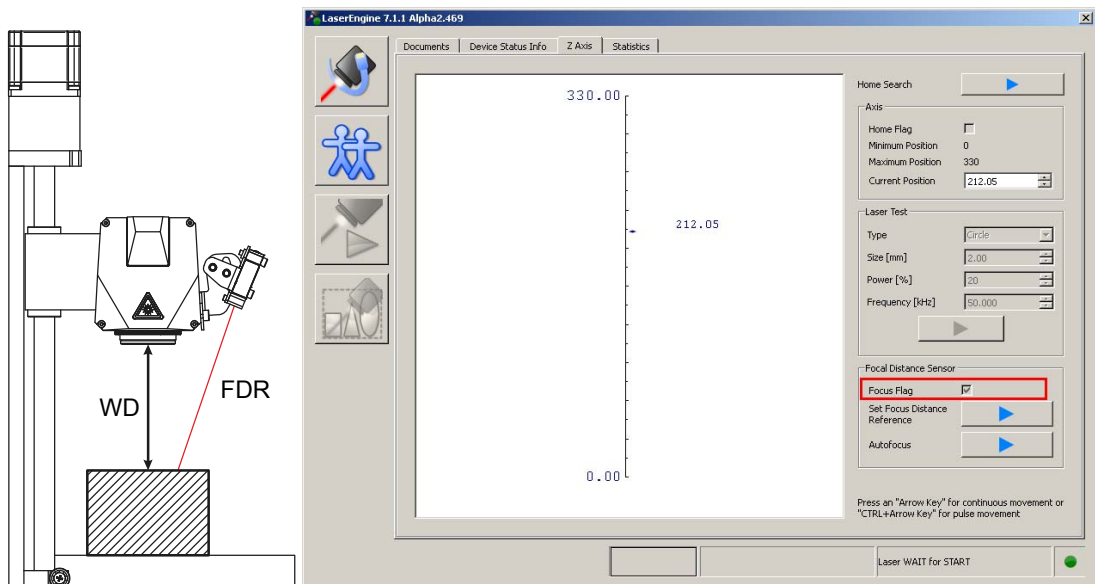 WD
FDR
LaserEngine 7.1.1 Alpha2.469
Documents
Device Status Info
Z Axis
Statistics
330.00
212.05
0.00
Home Search
Axis
Home Flag
Minimum Position 0
Maximum Position 330
Current Position 212.05
Laser Test
Type Circle
Size [mm] 2.00
Power [%] 20
Frequency [kHz] 50.000
Focal Distance Sensor
Focus Flag
Set Focus Distance
Reference
Autofocus
Press an "Arrow Key" for continuous movement or
"CTRL+Arrow Key" for pulse movement
Laser WAIT for START